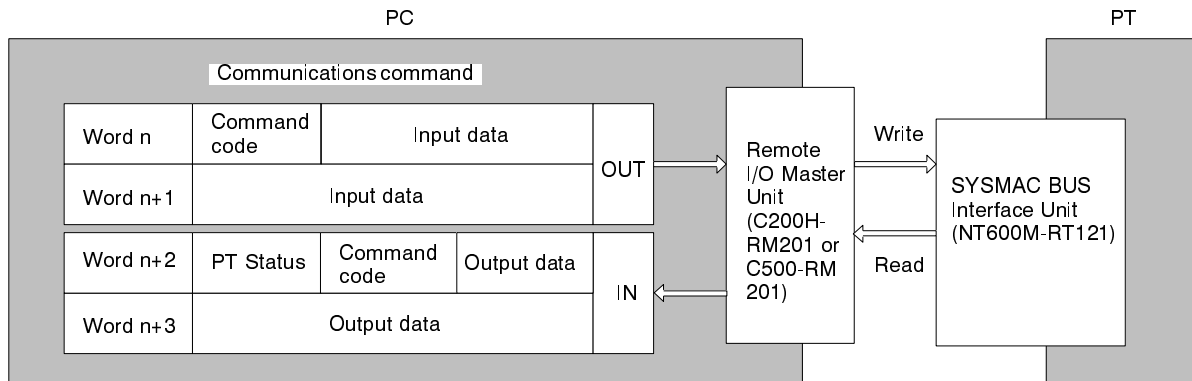 PC
PT
Communications command
Word n
Command
code
Input data
OUT
Word n+1
Input data
Word n+2
PT Status
Command
code
Output data
IN
Word n+3
Output data
Remote
I/O Master
Unit
(C200H-
RM201 or
C500-RM
201)
Write
Read
SYSMAC BUS
Interface Unit
(NT600M-RT121)